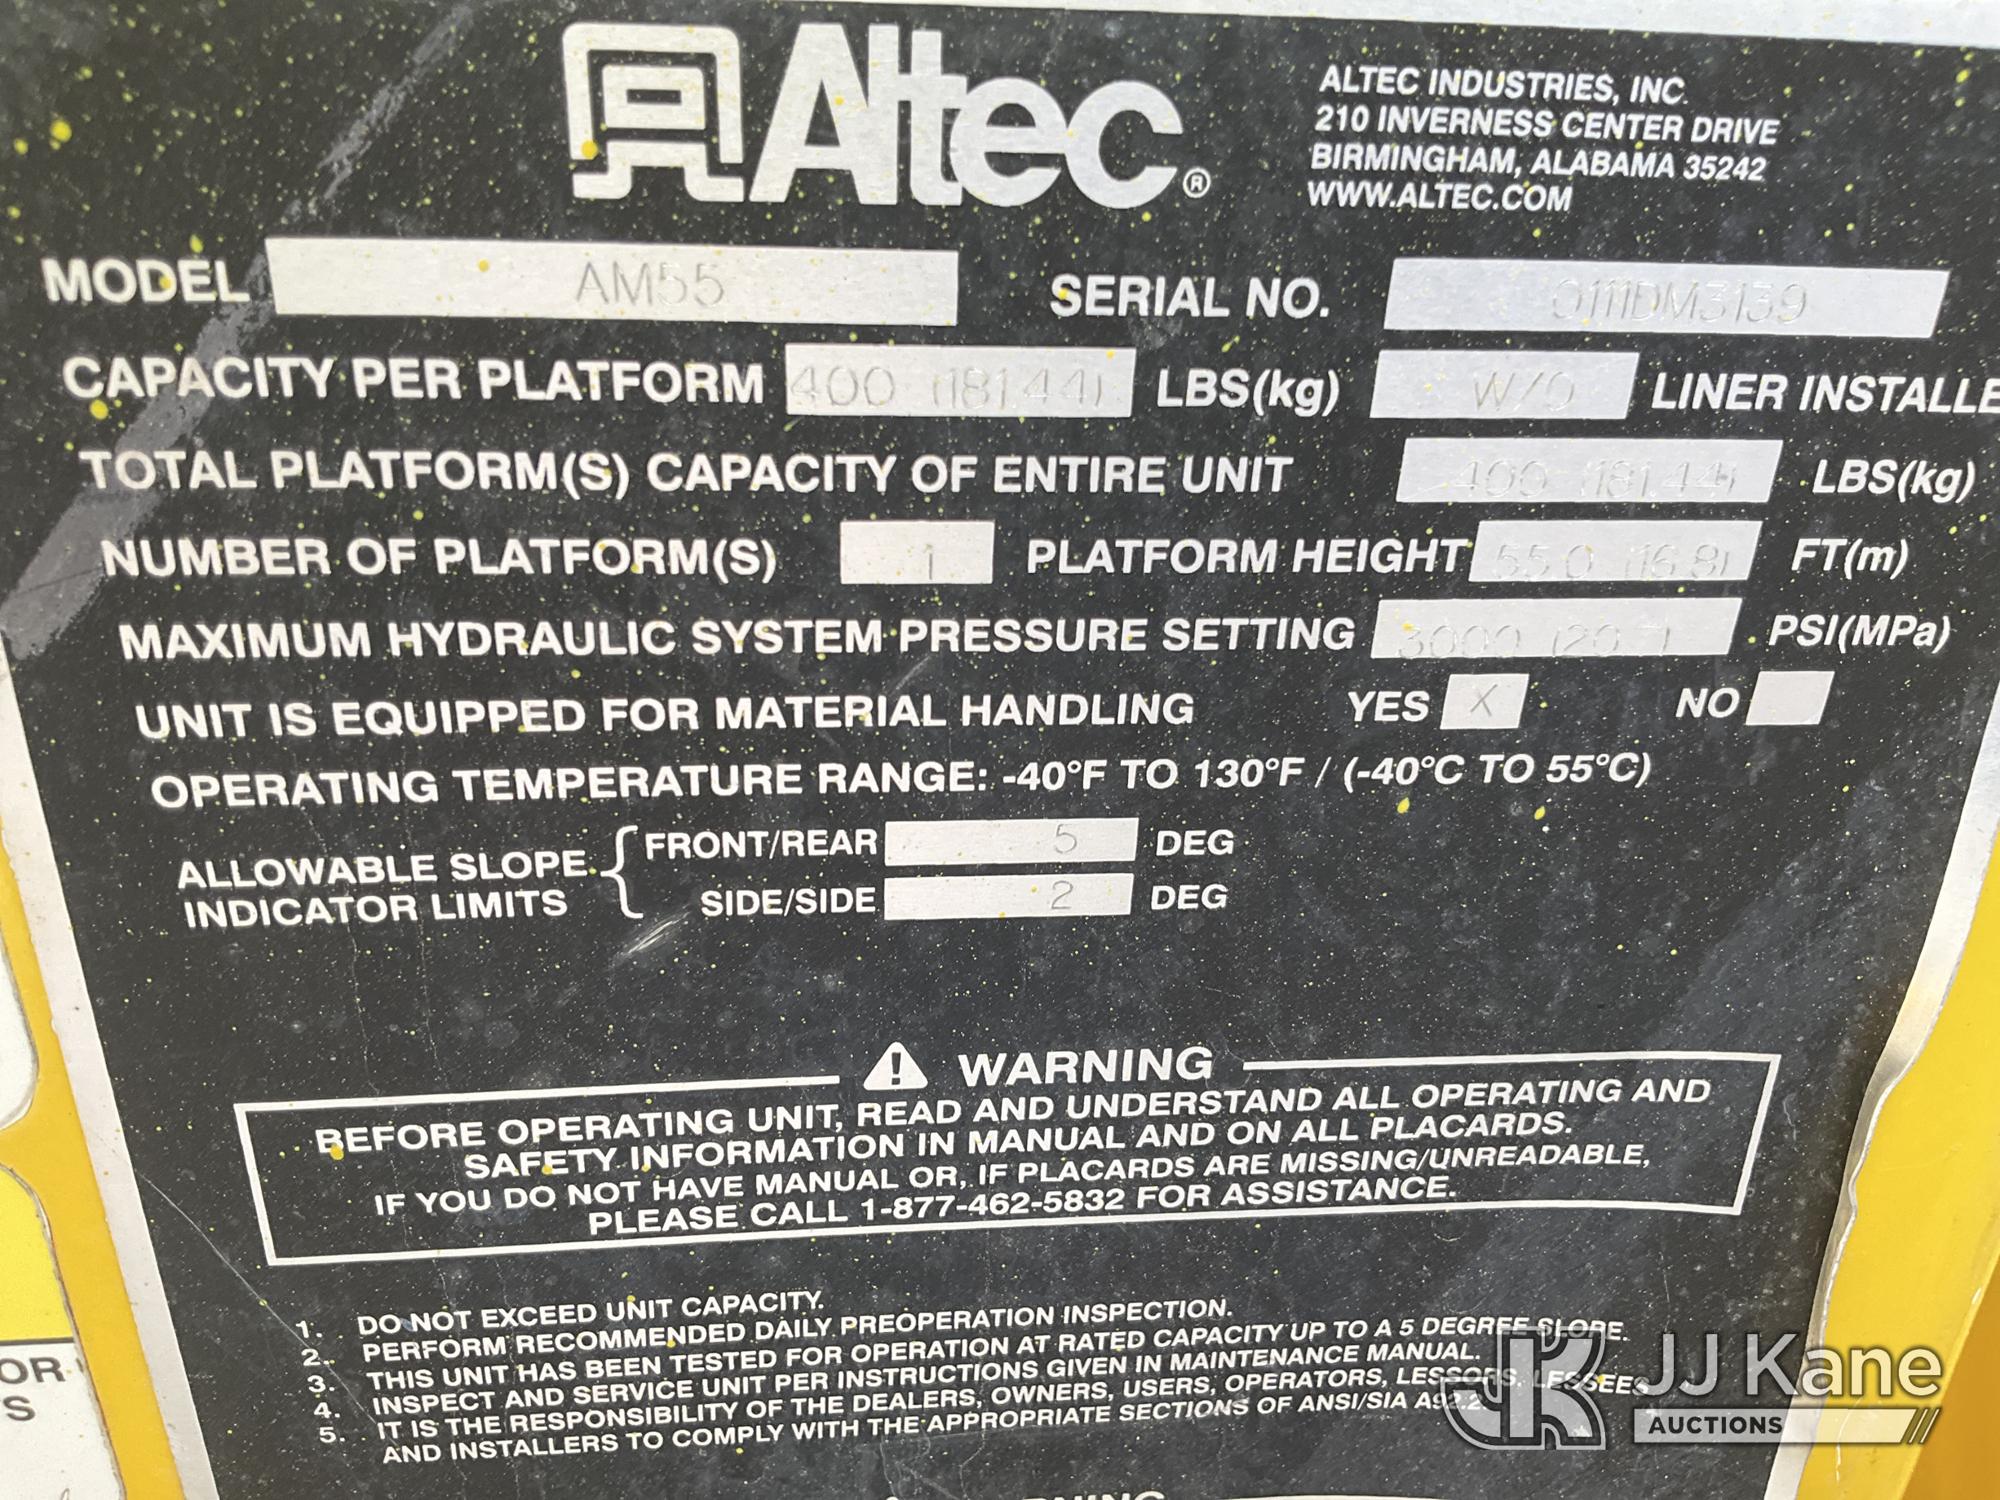 Altec®
ALTEC INDUSTRIES, INC.
210 INVERNESS CENTER DRIVE
BIRMINGHAM, ALABAMA 35242
WWW.ALTEC.COM
MODEL AM55 SERIAL NO. 0111DM3139
CAPACITY PER PLATFORM 400 (181.44) LBS(kg) W/O LINER INSTALLE
TOTAL PLATFORM(S) CAPACITY OF ENTIRE UNIT 400 (181.44) LBS(kg)
NUMBER OF PLATFORM(S) 1 PLATFORM HEIGHT 55.0 (16.8) FT(m)
MAXIMUM HYDRAULIC SYSTEM PRESSURE SETTING 3000 (20.7) PSI(MPa)
UNIT IS EQUIPPED FOR MATERIAL HANDLING YES X NO
OPERATING TEMPERATURE RANGE: -40°F TO 130°F / (-40°C TO 55°C)
ALLOWABLE SLOPE INDICATOR LIMITS
FRONT/REAR 5 DEG
SIDE/SIDE 2 DEG
WARNING
BEFORE OPERATING UNIT, READ AND UNDERSTAND ALL OPERATING AND
SAFETY INFORMATION IN MANUAL AND ON ALL PLACARDS.
IF YOU DO NOT HAVE MANUAL OR, IF PLACARDS ARE MISSING/UNREADABLE,
PLEASE CALL 1-877-462-5832 FOR ASSISTANCE.
1. DO NOT EXCEED UNIT CAPACITY.
2. PERFORM RECOMMENDED DAILY PREOPERATION INSPECTION.
3. THIS UNIT HAS BEEN TESTED FOR OPERATION AT RATED CAPACITY UP TO A 5 DEGREE SLOPE.
4. INSPECT AND SERVICE UNIT PER INSTRUCTIONS GIVEN IN MAINTENANCE MANUAL.
5. IT IS THE RESPONSIBILITY OF THE DEALERS, OWNERS, USERS, OPERATORS, LESSORS, LESSEES
AND INSTALLERS TO COMPLY WITH THE APPROPRIATE SECTIONS OF ANSI/SIA A92.2
OR
S
JK JJ Kane
AUCTIONS